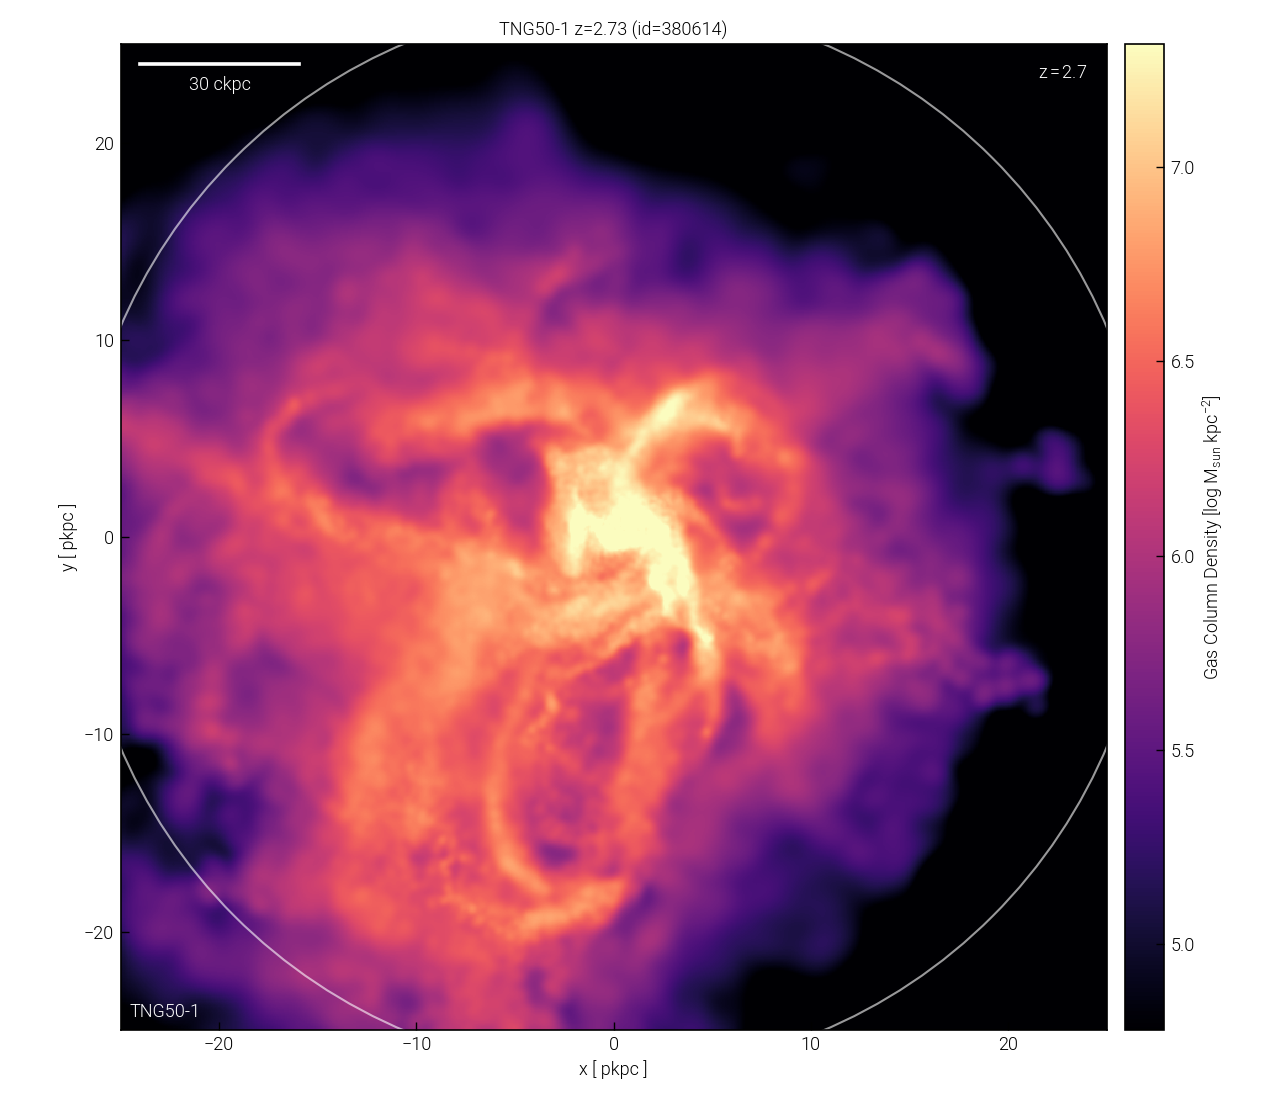 TNG50-1 z=2.73 (id=380614)
30 ckpc
z=2.7
TNG50-1
20
10
0
−10
−20
y [ pkpc ]
−20
−10
0
10
20
x [ pkpc ]
7.0
6.5
6.0
5.5
5.0
Gas Column Density [log Msun kpc−2]